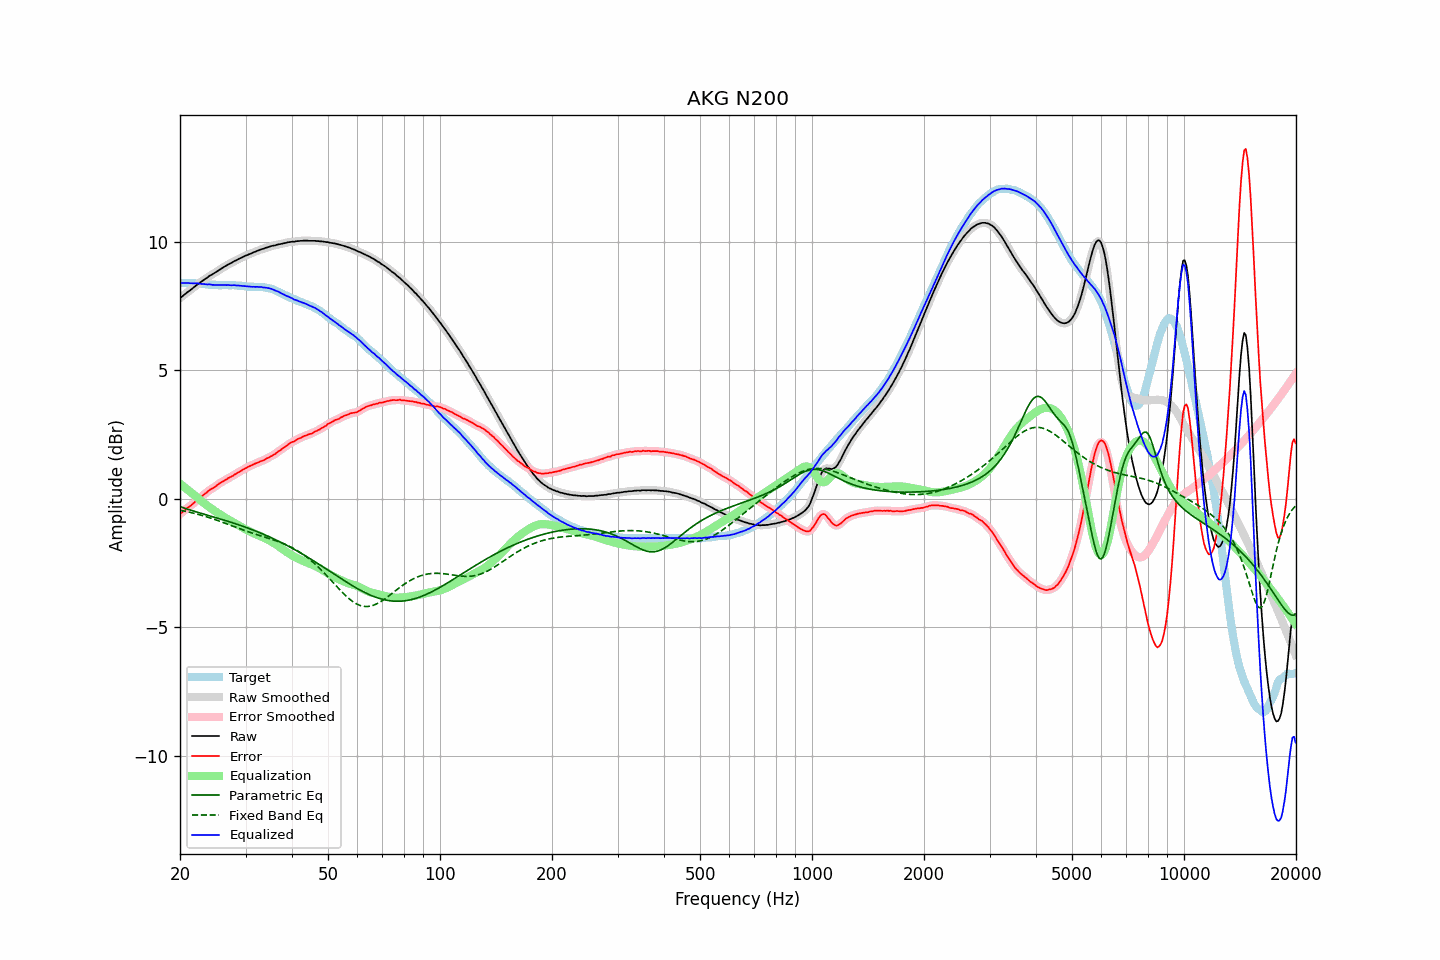 AKG N200
Amplitude (dBr)
10
5
0
−5
−10
Target
Raw Smoothed
Error Smoothed
Raw
Error
Equalization
Parametric Eq
Fixed Band Eq
Equalized
20 50 100 200 500 1000 2000 5000 10000 20000
Frequency (Hz)